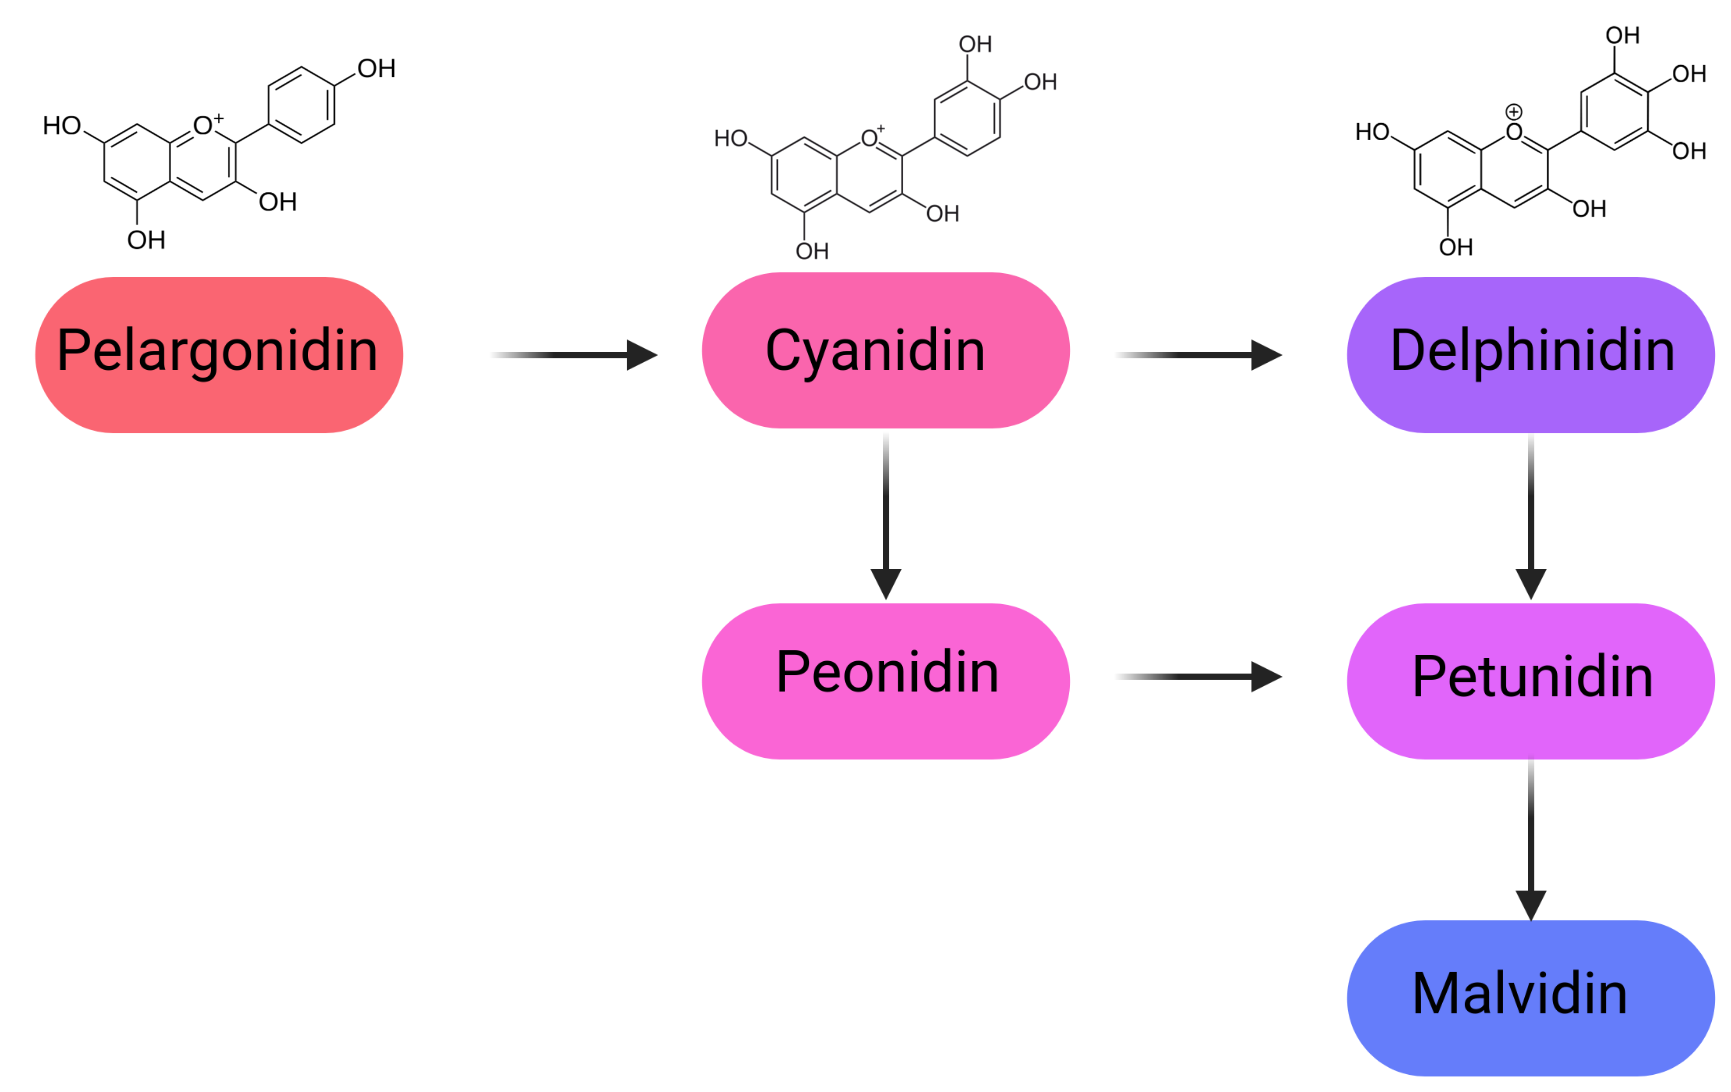 OH
HO
O+
OH
OH
OH
OH
HO
O+
OH
OH
OH
OH
OH
HO
⊕
O
OH
OH
Pelargonidin
Cyanidin
Delphinidin
Peonidin
Petunidin
Malvidin